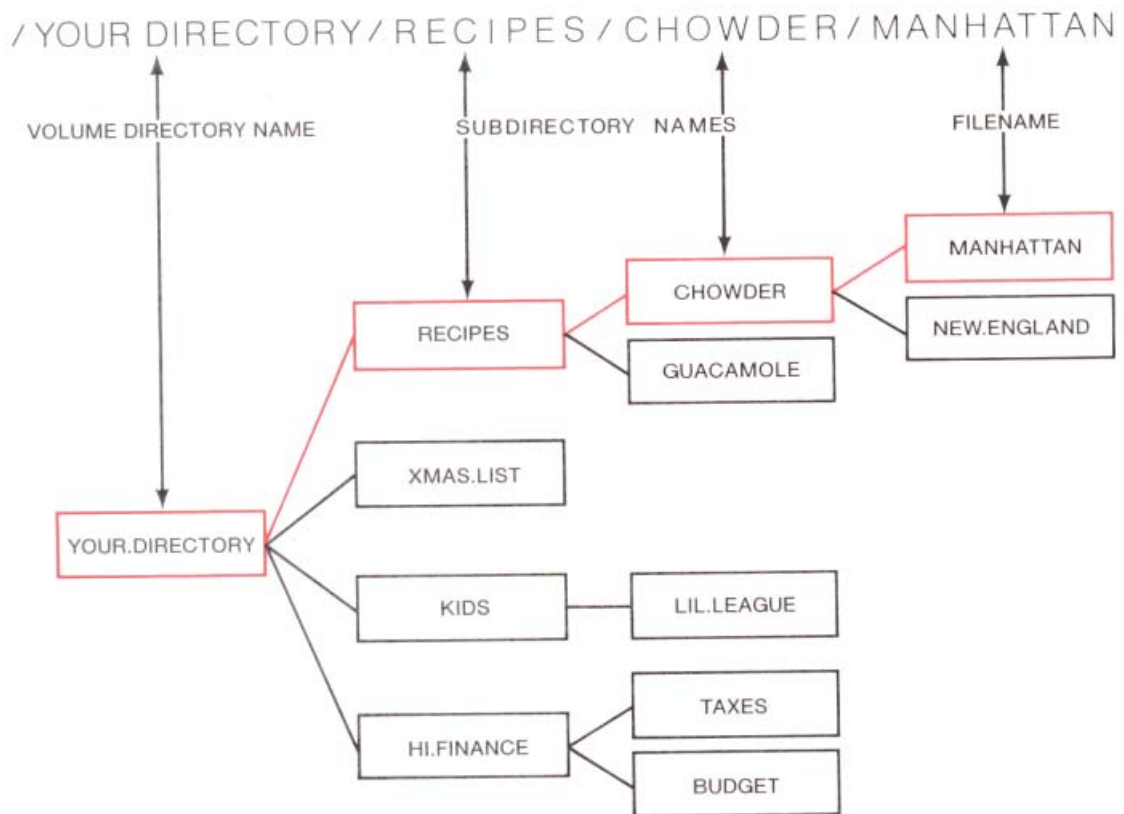 /YOUR DIRECTORY/RECIPES/CHOWDER/MANHATTAN
VOLUME DIRECTORY NAME
SUBDIRECTORY NAMES
FILENAME
MANHATTAN
CHOWDER
RECIPES
NEW.ENGLAND
GUACAMOLE
XMAS.LIST
YOUR.DIRECTORY
KIDS
LIL.LEAGUE
TAXES
HI.FINANCE
BUDGET